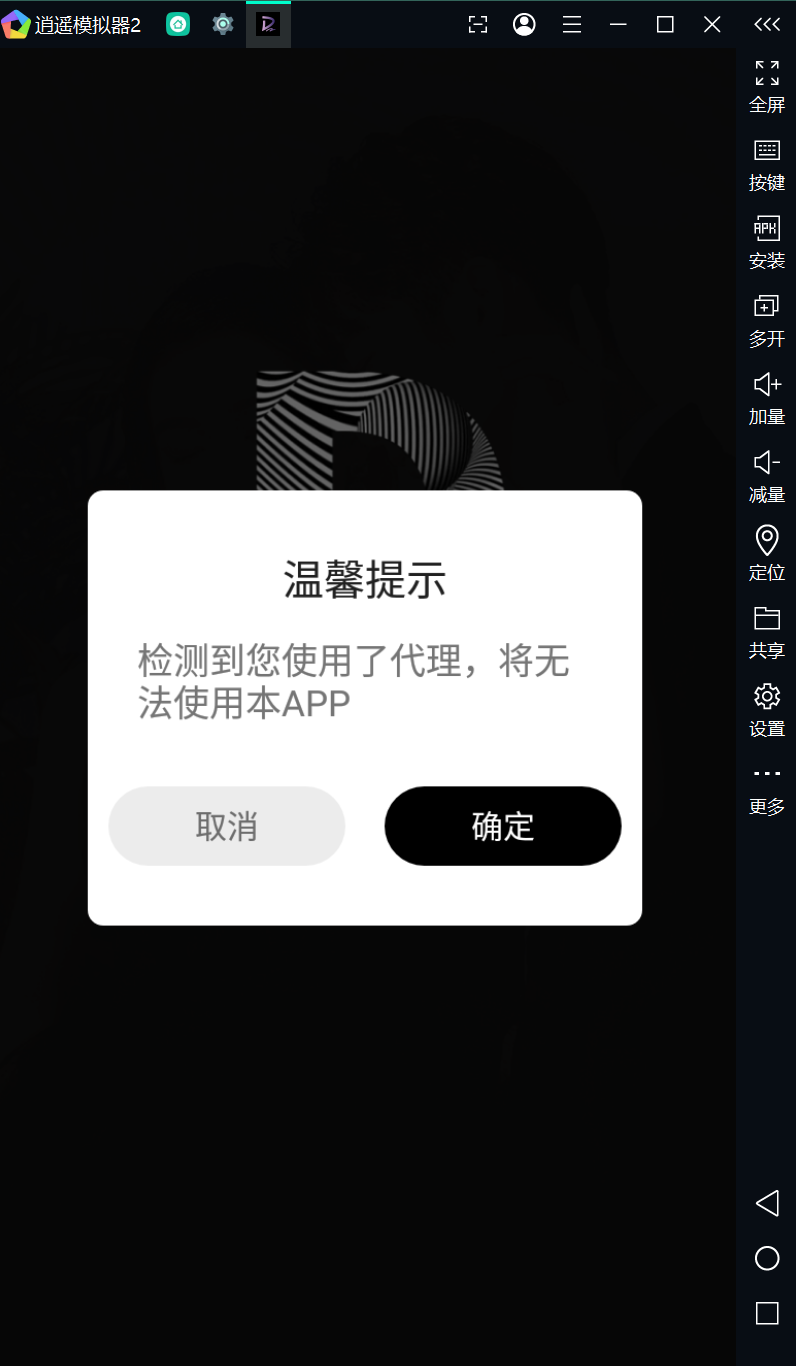 逍遥模拟器2
全屏
按键
APK
安装
多开
加量
减量
定位
共享
设置
更多
温馨提示
检测到您使用了代理，将无
法使用本APP
取消
确定